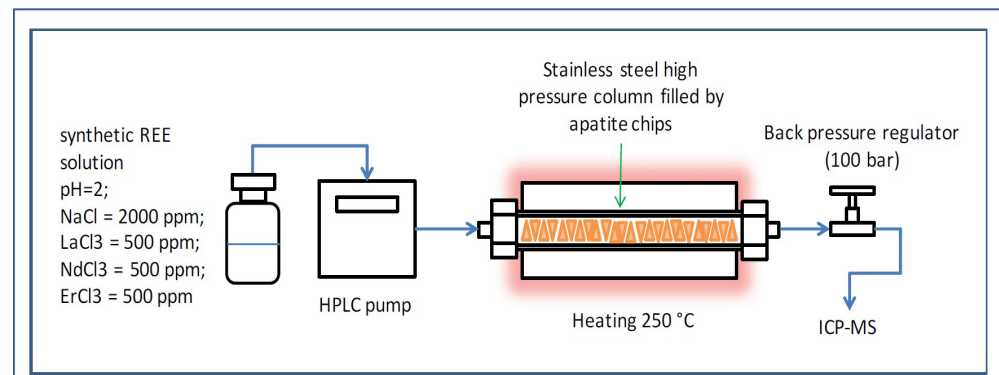 synthetic REE
solution
pH=2;
NaCl = 2000 ppm;
LaCl3 = 500 ppm;
NdCl3 = 500 ppm;
ErCl3 = 500 ppm
HPLC pump
Stainless steel high
pressure column filled by
apatite chips
Heating 250 °C
Back pressure regulator
(100 bar)
ICP-MS